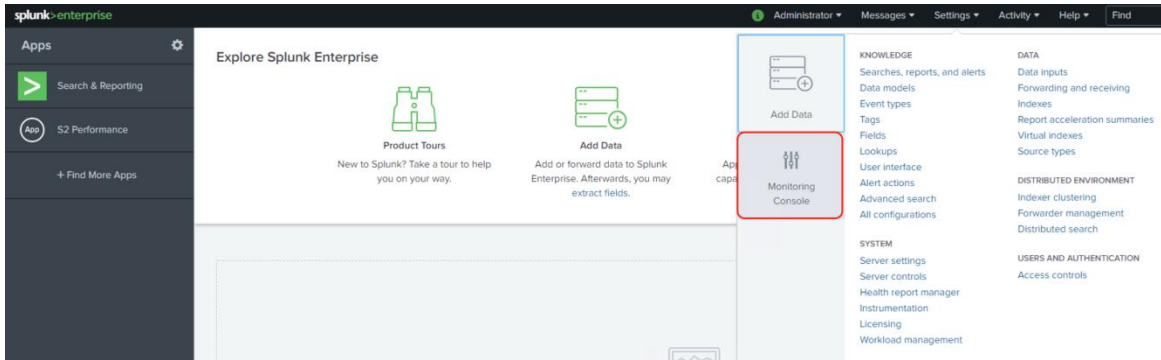 splunk>enterprise
Administrator
Messages
Settings
Activity
Help
Find
Apps
Search & Reporting
App
S2 Performance
+ Find More Apps
Explore Splunk Enterprise
Product Tours
New to Splunk? Take a tour to help
you on your way.
Add Data
Add or forward data to Splunk
Enterprise. Afterwards, you may
extract fields.
App
capa
Add Data
Monitoring
Console
KNOWLEDGE
Searches, reports, and alerts
Data models
Event types
Tags
Fields
Lookups
User interface
Alert actions
Advanced search
All configurations
SYSTEM
Server settings
Server controls
Health report manager
Instrumentation
Licensing
Workload management
DATA
Data inputs
Forwarding and receiving
Indexes
Report acceleration summaries
Virtual indexes
Source types
DISTRIBUTED ENVIRONMENT
Indexer clustering
Forwarder management
Distributed search
USERS AND AUTHENTICATION
Access controls